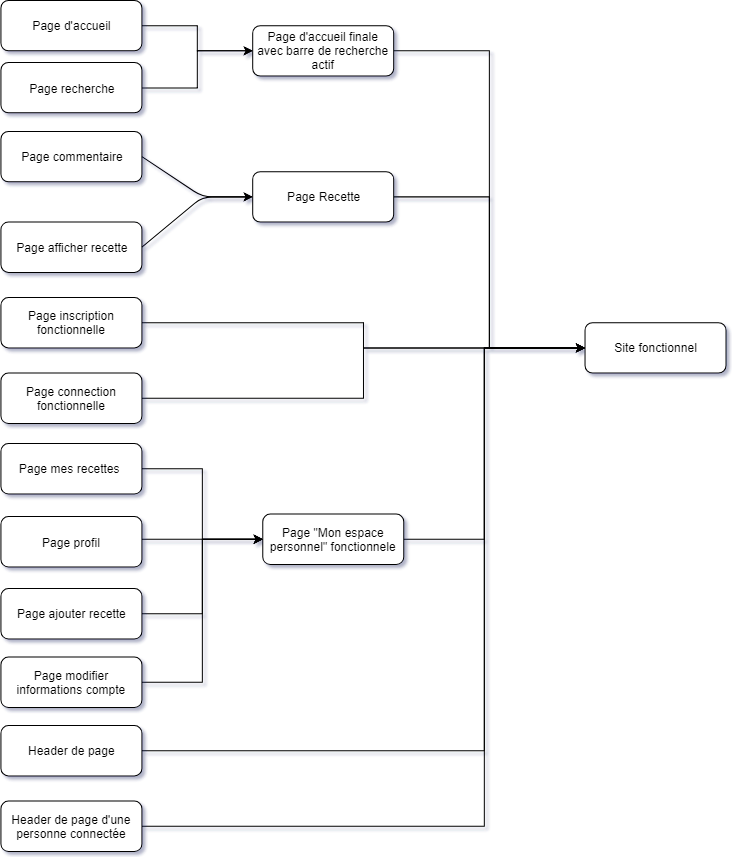 Page d'accueil
Page recherche
Page d'accueil finale
avec barre de recherche
actif
Page commentaire
Page afficher recette
Page Recette
Page inscription
fonctionnelle
Page connection
fonctionnelle
Site fonctionnel
Page mes recettes
Page profil
Page ajouter recette
Page modifier
informations compte
Page "Mon espace
personnel" fonctionnele
Header de page
Header de page d'une
personne connectée